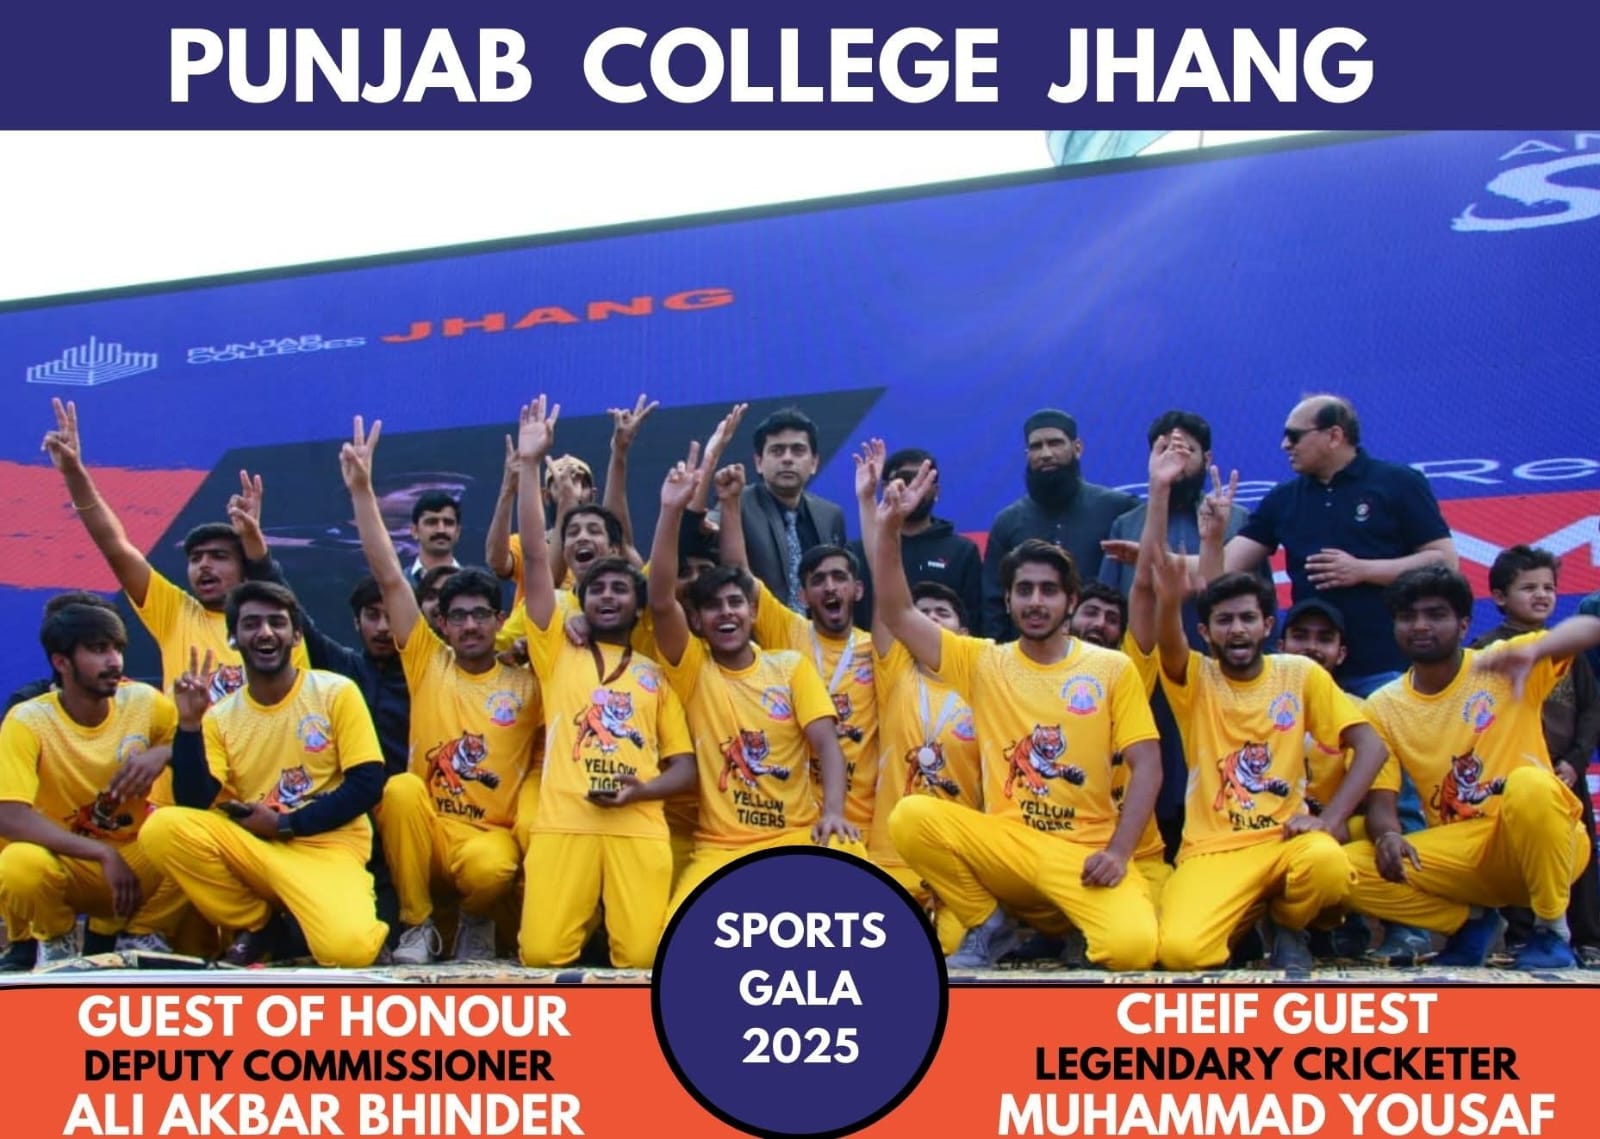 PUNJAB COLLEGE JHANG
PUNJAB
COLLEGES
JHANG
YELLOW
TIGERS
YELLOW
YELLOW
TIGERS
YELLOW
TIGERS
SPORTS
GALA
2025
GUEST OF HONOUR
DEPUTY COMMISSIONER
ALI AKBAR BHINDER
CHEIF GUEST
LEGENDARY CRICKETER
MUHAMMAD YOUSAF